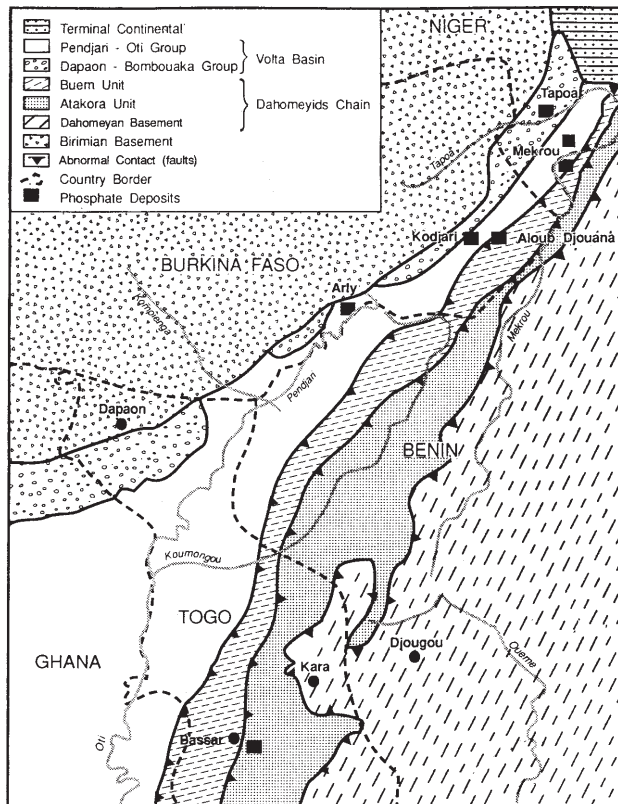 Terminal Continental
Pendjari - Oti Group
Dapaon - Bombouaka Group
Volta Basin
Buem Unit
Atakora Unit
Dahomeyan Basement
Dahomeyids Chain
Birimian Basement
Abnormal Contact (faults)
Country Border
Phosphate Deposits
NIGER
Tapoa
Tapoa
Mekrou
Kodjari
Aloub Djouana
BURKINA FASO
Arly
Kompienga
Mekrou
Pendjari
Dapaon
BENIN
Koumongou
TOGO
GHANA
Djougou
Kara
Oueme
Oti
Bassar